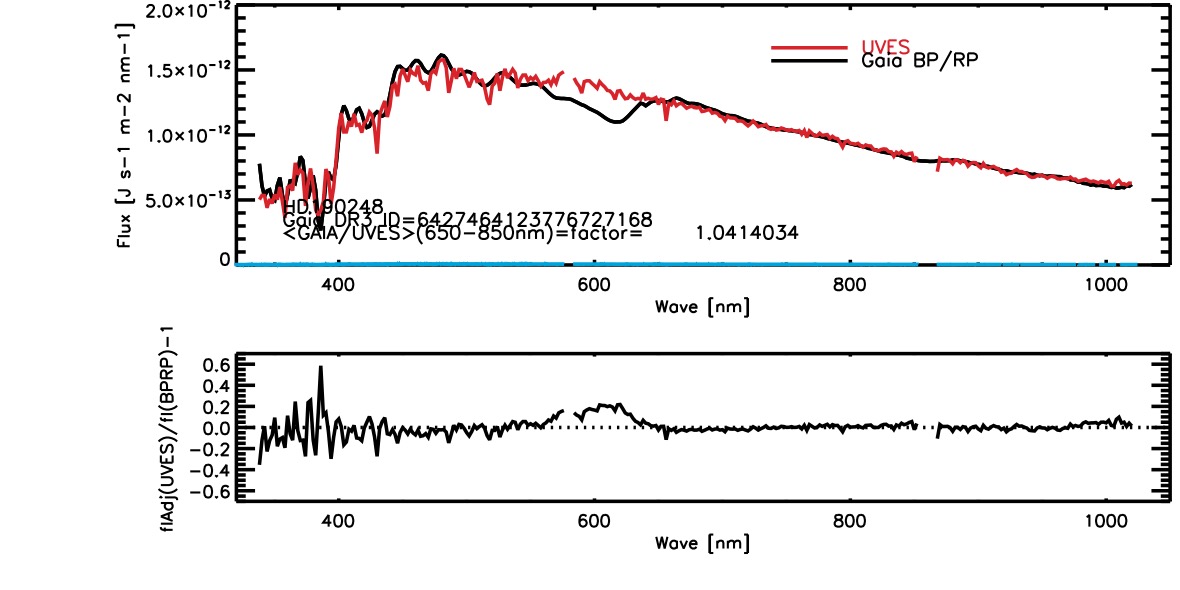 2.0×10−12
1.5×10−12
1.0×10−12
5.0×10−13
0
Flux [J s−1 m−2 nm−1]
UVES
Gaia BP/RP
HD190248
Gaia DR3 ID=6427464123776727168
<GAIA/UVES>(650−850nm)=factor= 1.0414034
400 600 800 1000
Wave [nm]
flAdj(UVES)/fl(BPRP)−1
0.6
0.4
0.2
0.0
−0.2
−0.4
−0.6
400 600 800 1000
Wave [nm]